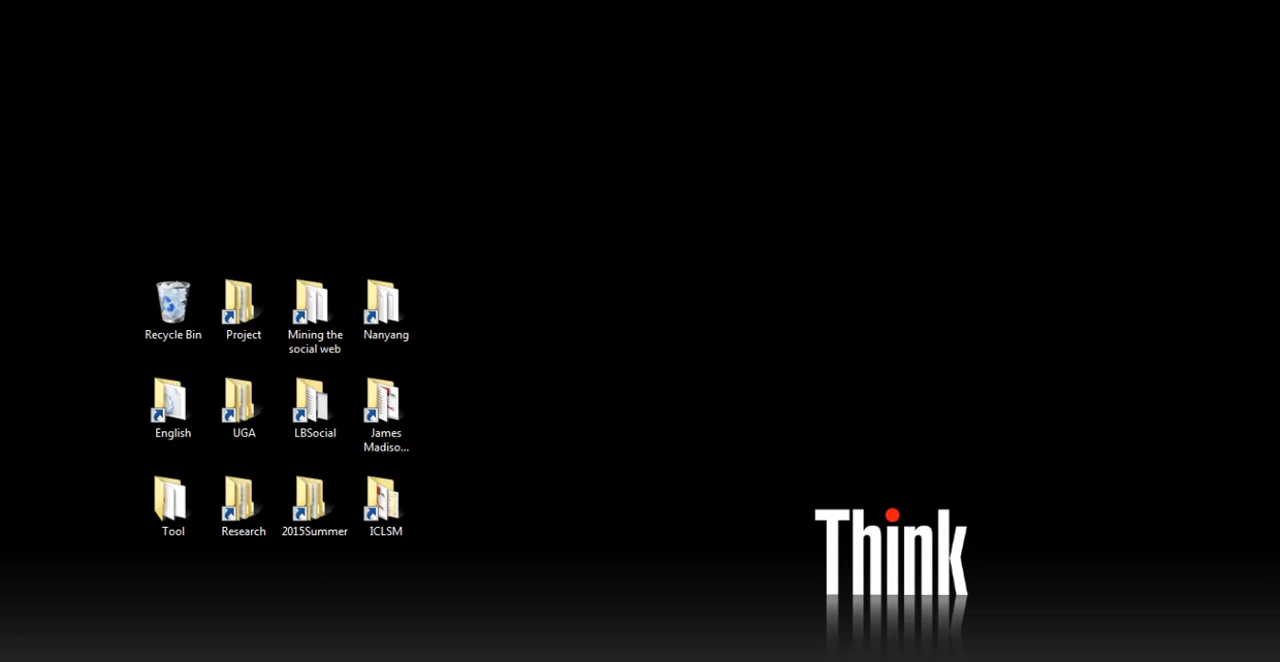 Recycle Bin
Project
Mining the
social web
Nanyang
English
UGA
LBSocial
James
Madiso...
Tool
Research
2015Summer
ICLSM
Think